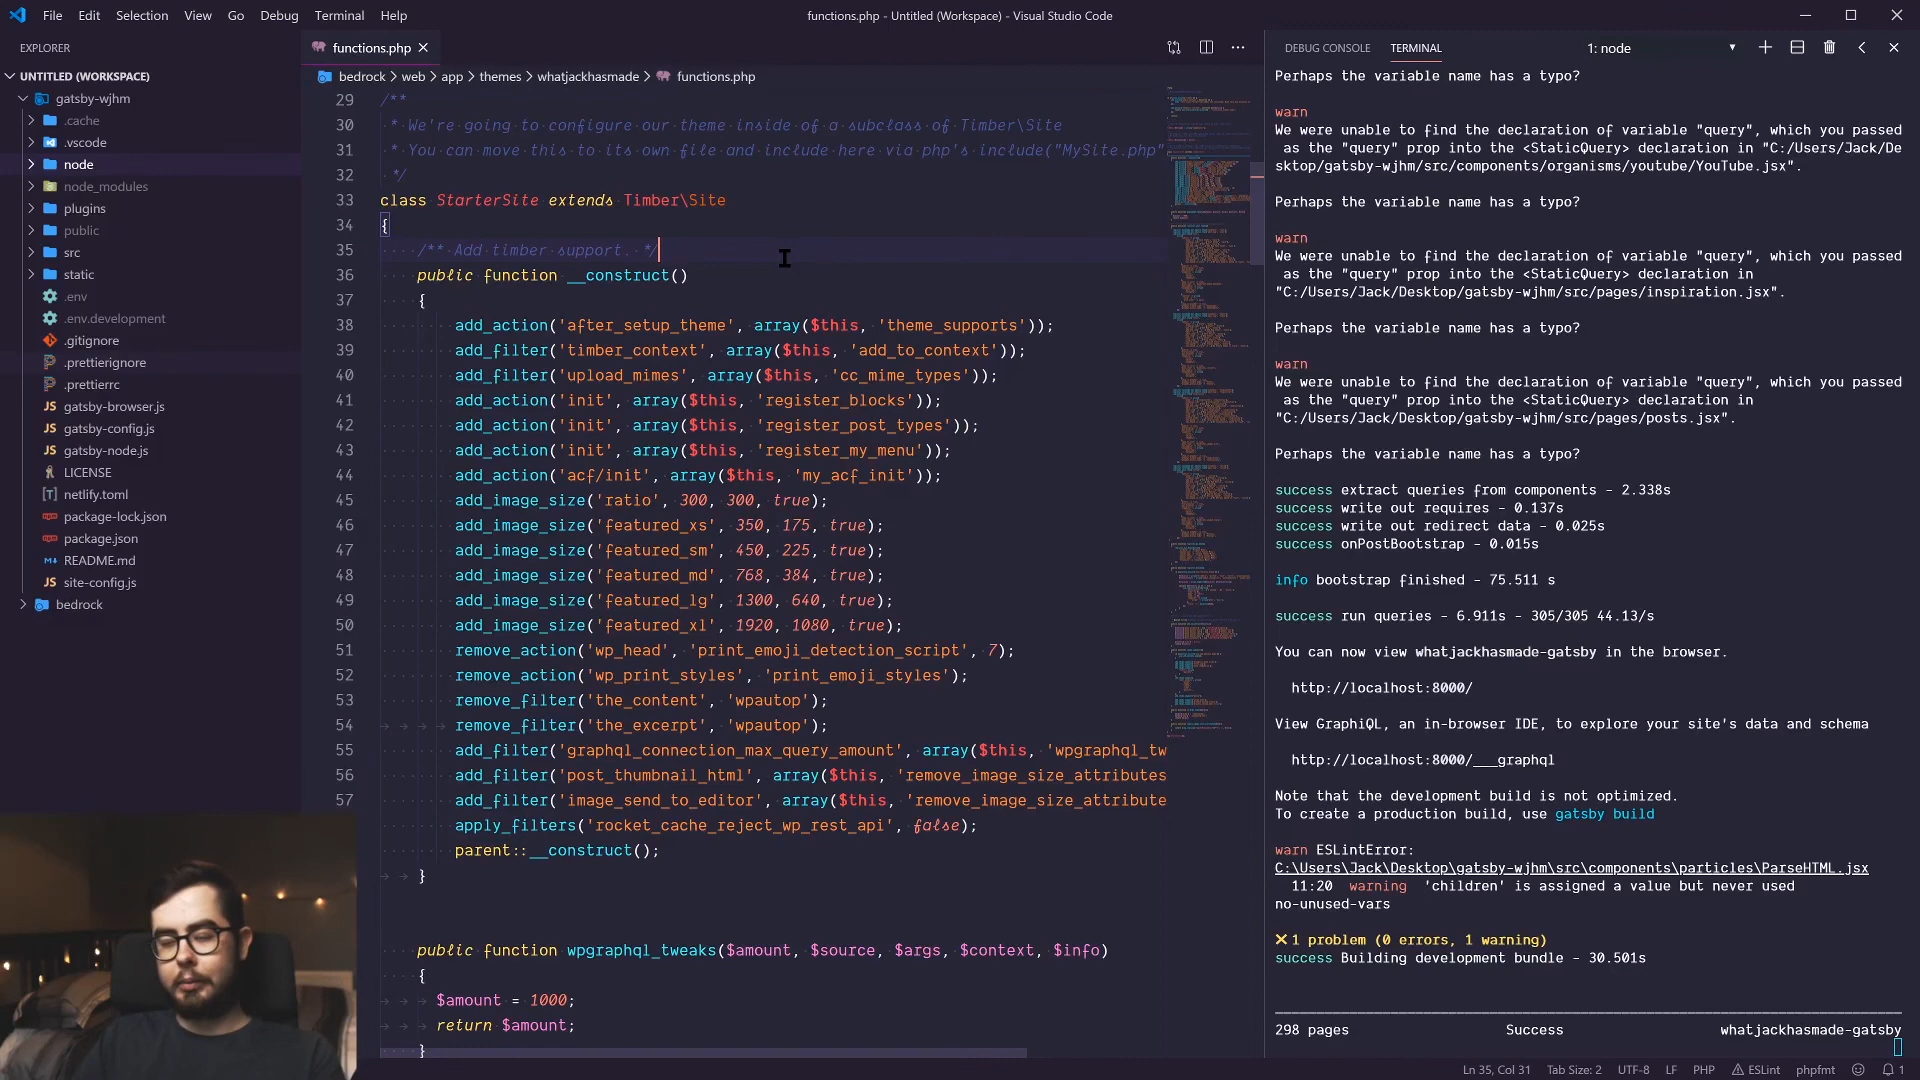 File Edit Selection View Go Debug Terminal Help
functions.php - Untitled (Workspace) - Visual Studio Code
EXPLORER
UNTITLED (WORKSPACE)
gatsby-wjhm
.cache
.vscode
node
node_modules
plugins
public
src
static
.env
.env.development
.gitignore
.prettierignore
.prettierrc
gatsby-browser.js
gatsby-config.js
gatsby-node.js
LICENSE
netlify.toml
package-lock.json
package.json
README.md
site-config.js
bedrock
functions.php
bedrock > web > app > themes > whatjackhasmade > functions.php
29 /**
30 * We're going to configure our theme inside of a subclass of Timber\Site
31 * You can move this to its own file and include here via php's include("MySite.php"
32 */
33 class StarterSite extends Timber\Site
34 {
35 /** Add timber support. */
36 public function __construct()
37 {
38 add_action('after_setup_theme', array($this, 'theme_supports'));
39 add_filter('timber_context', array($this, 'add_to_context'));
40 add_filter('upload_mimes', array($this, 'cc_mime_types'));
41 add_action('init', array($this, 'register_blocks'));
42 add_action('init', array($this, 'register_post_types'));
43 add_action('init', array($this, 'register_my_menu'));
44 add_action('acf/init', array($this, 'my_acf_init'));
45 add_image_size('ratio', 300, 300, true);
46 add_image_size('featured_xs', 350, 175, true);
47 add_image_size('featured_sm', 450, 225, true);
48 add_image_size('featured_md', 768, 384, true);
49 add_image_size('featured_lg', 1300, 640, true);
50 add_image_size('featured_xl', 1920, 1080, true);
51 remove_action('wp_head', 'print_emoji_detection_script', 7);
52 remove_action('wp_print_styles', 'print_emoji_styles');
53 remove_filter('the_content', 'wpautop');
54 remove_filter('the_excerpt', 'wpautop');
55 add_filter('graphql_connection_max_query_amount', array($this, 'wpgraphql_tw
56 add_filter('post_thumbnail_html', array($this, 'remove_image_size_attributes
57 add_filter('image_send_to_editor', array($this, 'remove_image_size_attribute
apply_filters('rocket_cache_reject_wp_rest_api', false);
parent::__construct();
}
public function wpgraphql_tweaks($amount, $source, $args, $context, $info)
{
$amount = 1000;
return $amount;
}
DEBUG CONSOLE TERMINAL 1: node
Perhaps the variable name has a typo?
warn
We were unable to find the declaration of variable "query", which you passed
as the "query" prop into the <StaticQuery> declaration in "C:/Users/Jack/De
sktop/gatsby-wjhm/src/components/organisms/youtube/YouTube.jsx".
Perhaps the variable name has a typo?
warn
We were unable to find the declaration of variable "query", which you passed
as the "query" prop into the <StaticQuery> declaration in
"C:/Users/Jack/Desktop/gatsby-wjhm/src/pages/inspiration.jsx".
Perhaps the variable name has a typo?
warn
We were unable to find the declaration of variable "query", which you passed
as the "query" prop into the <StaticQuery> declaration in
"C:/Users/Jack/Desktop/gatsby-wjhm/src/pages/posts.jsx".
Perhaps the variable name has a typo?
success extract queries from components - 2.338s
success write out requires - 0.137s
success write out redirect data - 0.025s
success onPostBootstrap - 0.015s
info bootstrap finished - 75.511 s
success run queries - 6.911s - 305/305 44.13/s
You can now view whatjackhasmade-gatsby in the browser.
http://localhost:8000/
View GraphiQL, an in-browser IDE, to explore your site's data and schema
http://localhost:8000/___graphql
Note that the development build is not optimized.
To create a production build, use gatsby build
warn ESLintError:
C:\Users\Jack\Desktop\gatsby-wjhm\src\components\particles\ParseHTML.jsx
11:20 warning 'children' is assigned a value but never used
no-unused-vars
✕ 1 problem (0 errors, 1 warning)
success Building development bundle - 30.501s
298 pages Success whatjackhasmade-gatsby
Ln 35, Col 31 Tab Size: 2 UTF-8 LF PHP ESLint phpfmt 1